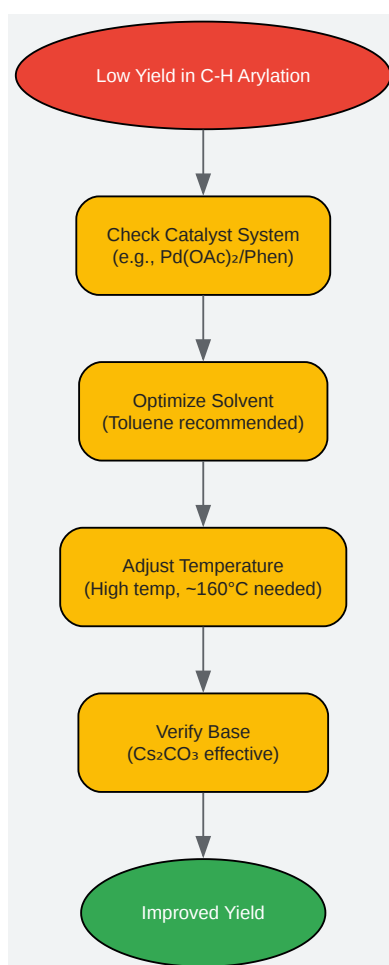 Low Yield in C-H Arylation
Check Catalyst System
(e.g., Pd(OAc)₂/Phen)
Optimize Solvent
(Toluene recommended)
Adjust Temperature
(High temp, ~160°C needed)
Verify Base
(Cs₂CO₃ effective)
Improved Yield